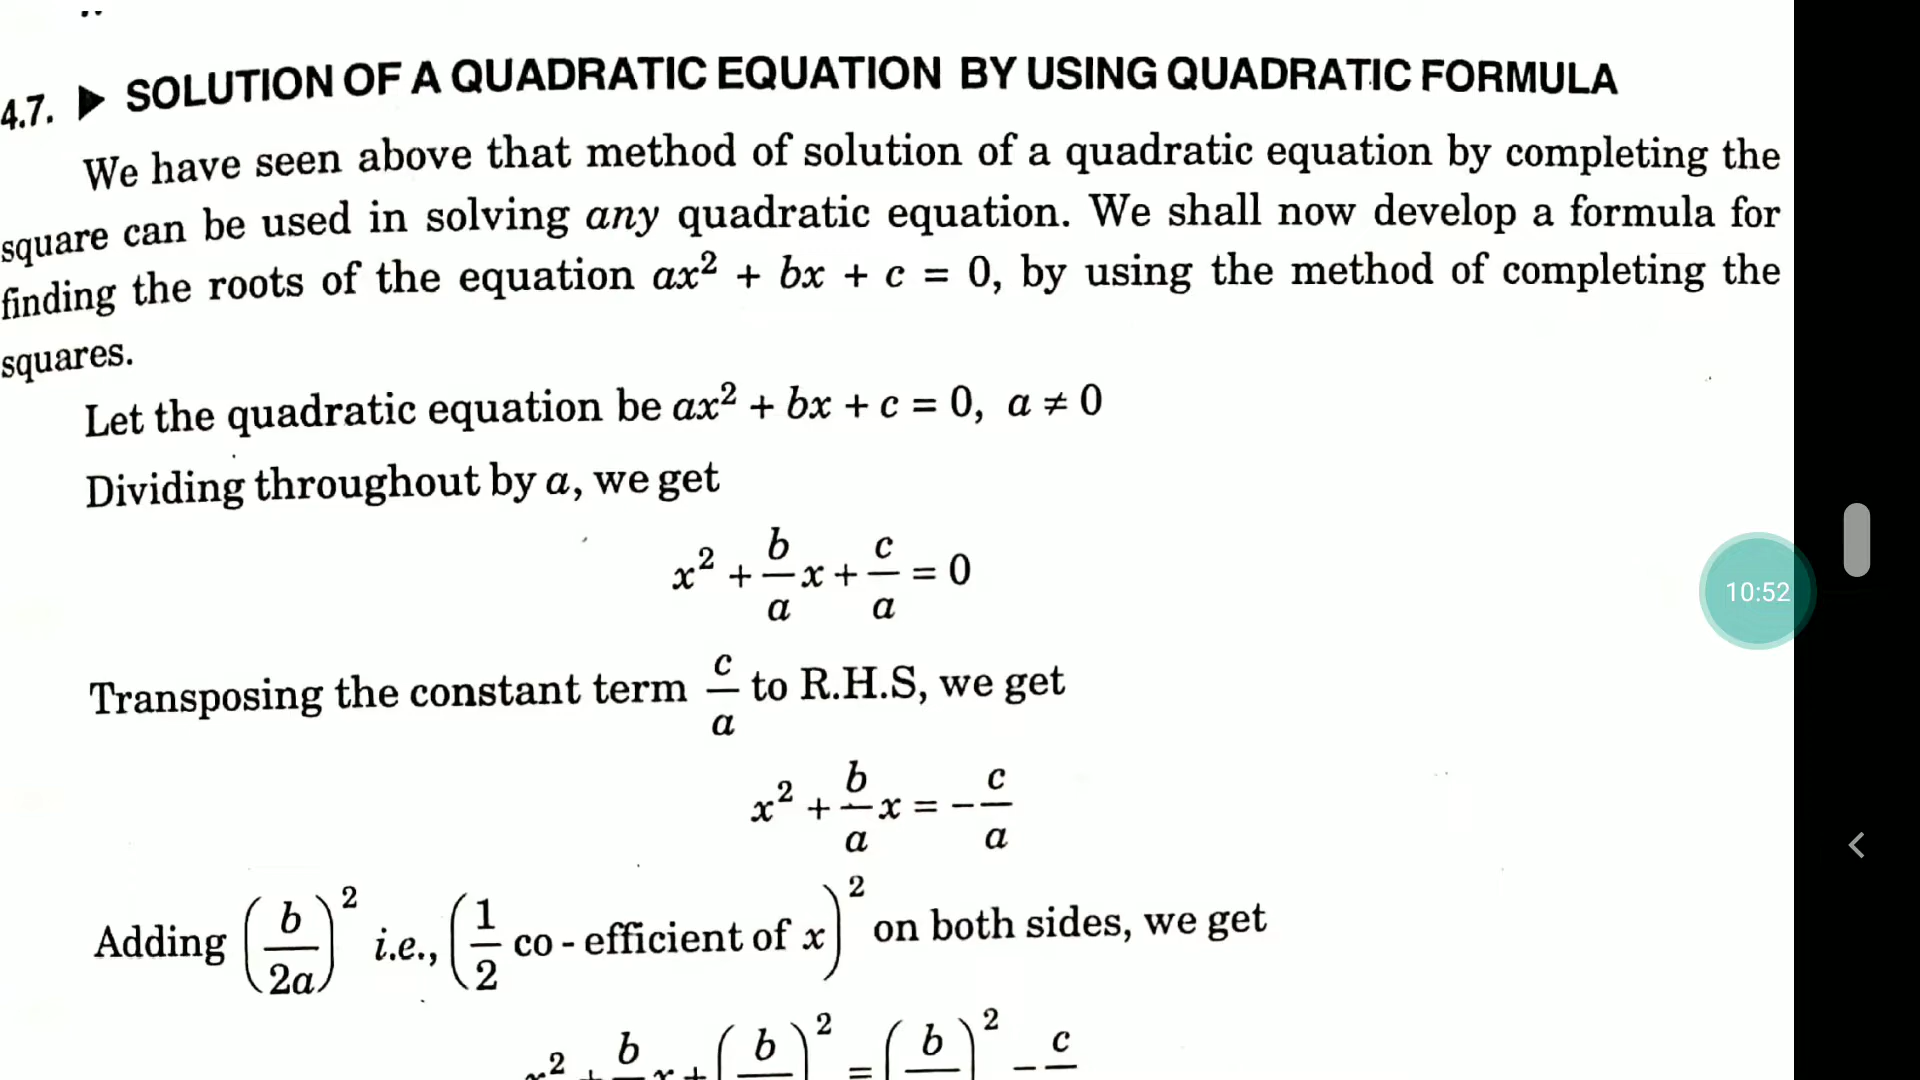 4.7. ▶ SOLUTION OF A QUADRATIC EQUATION BY USING QUADRATIC FORMULA
We have seen above that method of solution of a quadratic equation by completing the
square can be used in solving any quadratic equation. We shall now develop a formula for
finding the roots of the equation ax² + bx + c = 0, by using the method of completing the
squares.
Let the quadratic equation be ax² + bx + c = 0, a ≠ 0
Dividing throughout by a, we get
x² + b/a x + c/a = 0
Transposing the constant term c/a to R.H.S, we get
10:52
x² + b/a x = − c/a
Adding (b/2a)² i.e., (1/2 co - efficient of x)² on both sides, we get
x² + b x + (b)² = (b)² − c